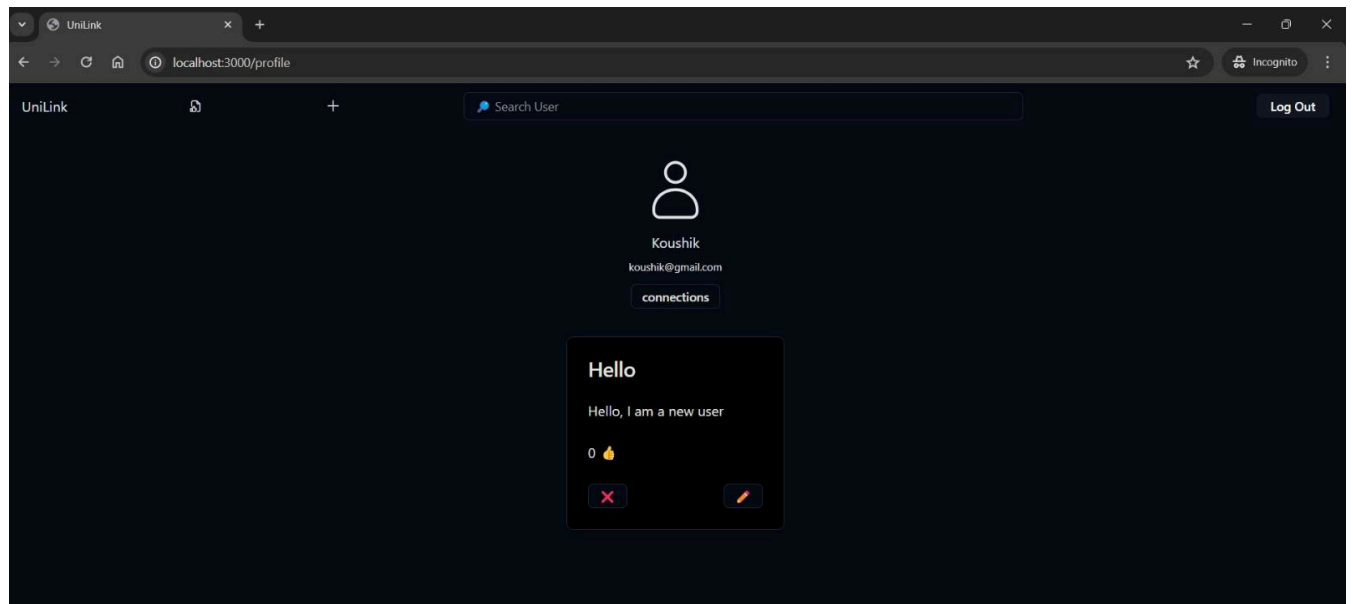 UniLink
localhost:3000/profile
Incognito
UniLink
Search User
Log Out
Koushik
koushik@gmail.com
connections
Hello
Hello, I am a new user
0